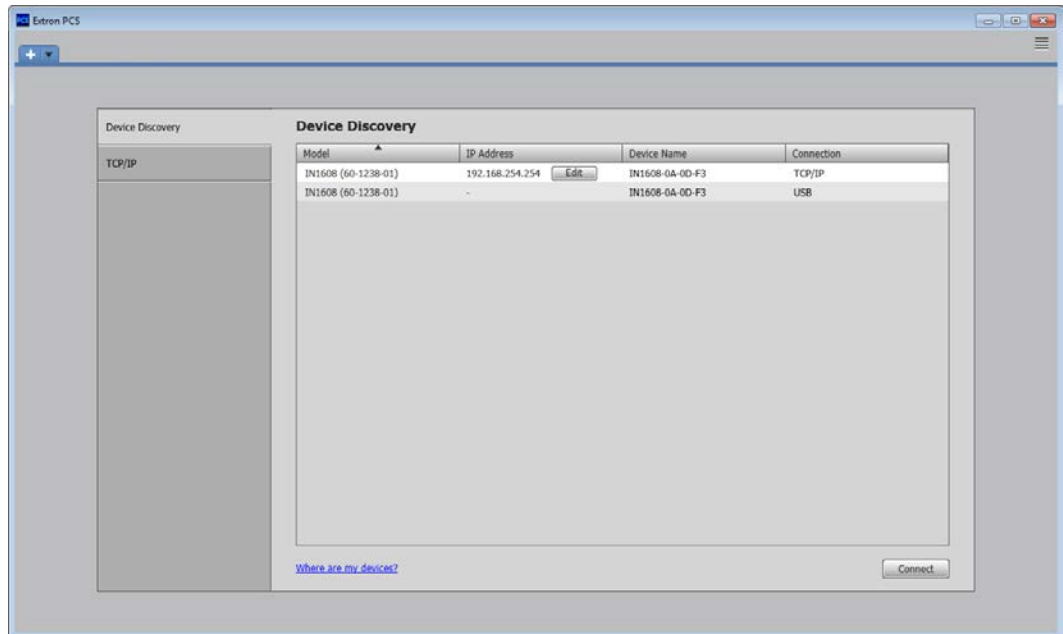 PCS Extron PCS
Device Discovery
TCP/IP
Device Discovery
Model IP Address Device Name Connection
IN1608 (60-1238-01) 192.168.254.254 Edit IN1608-0A-0D-F3 TCP/IP
IN1608 (60-1238-01) - IN1608-0A-0D-F3 USB
Where are my devices?
Connect